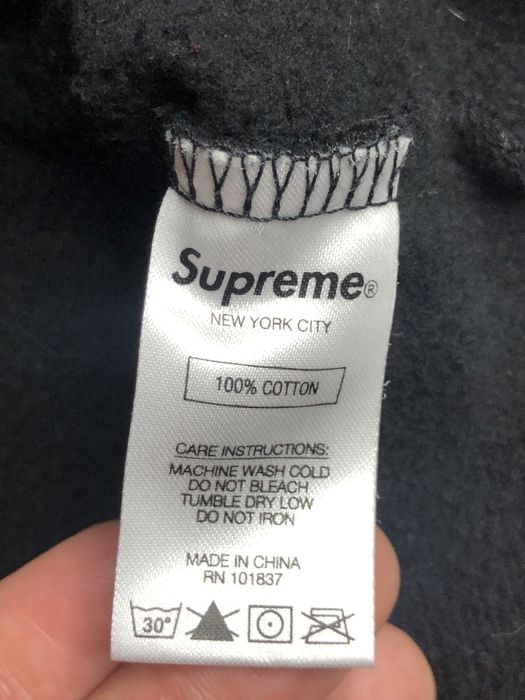 Supreme®
NEW YORK CITY
100% COTTON
CARE INSTRUCTIONS:
MACHINE WASH COLD
DO NOT BLEACH
TUMBLE DRY LOW
DO NOT IRON
MADE IN CHINA
RN 101837
30°